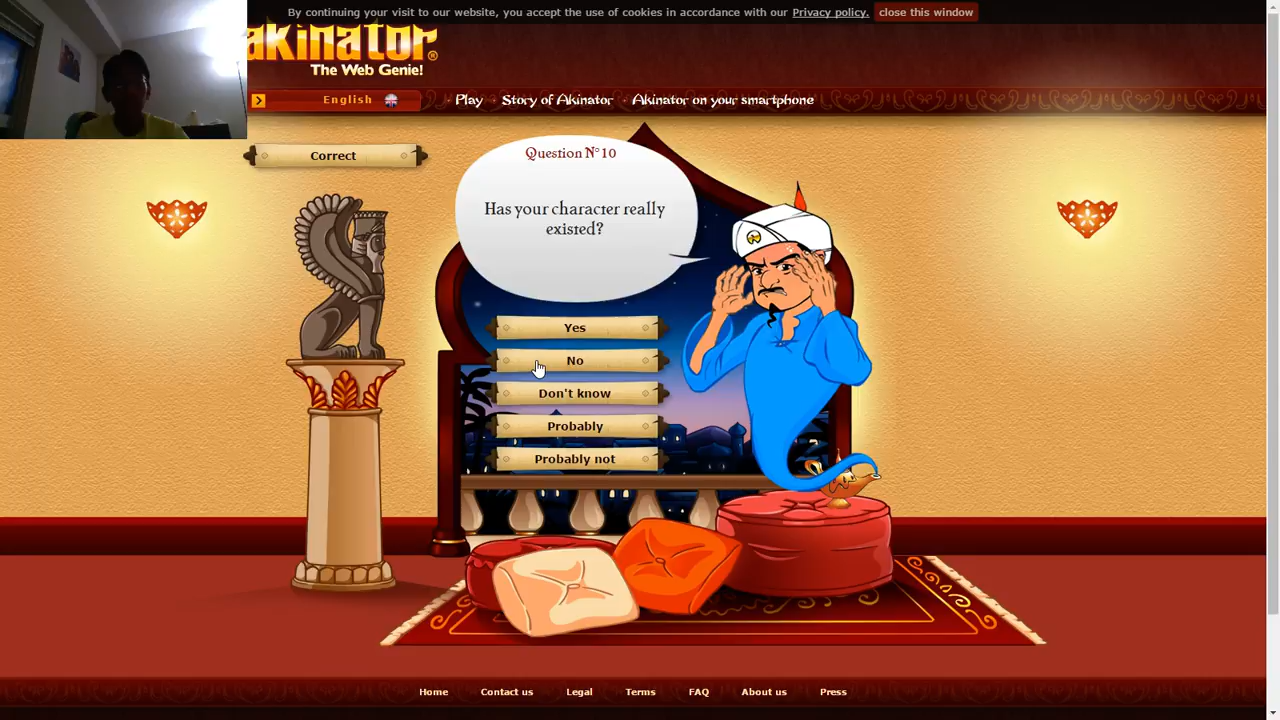 By continuing your visit to our website, you accept the use of cookies in accordance with our Privacy policy. close this window
akinator®
The Web Genie!
English
Play · Story of Akinator · Akinator on your smartphone
Correct
Question N°10
Has your character really
existed?
Yes
No
Don't know
Probably
Probably not
Home Contact us Legal Terms FAQ About us Press